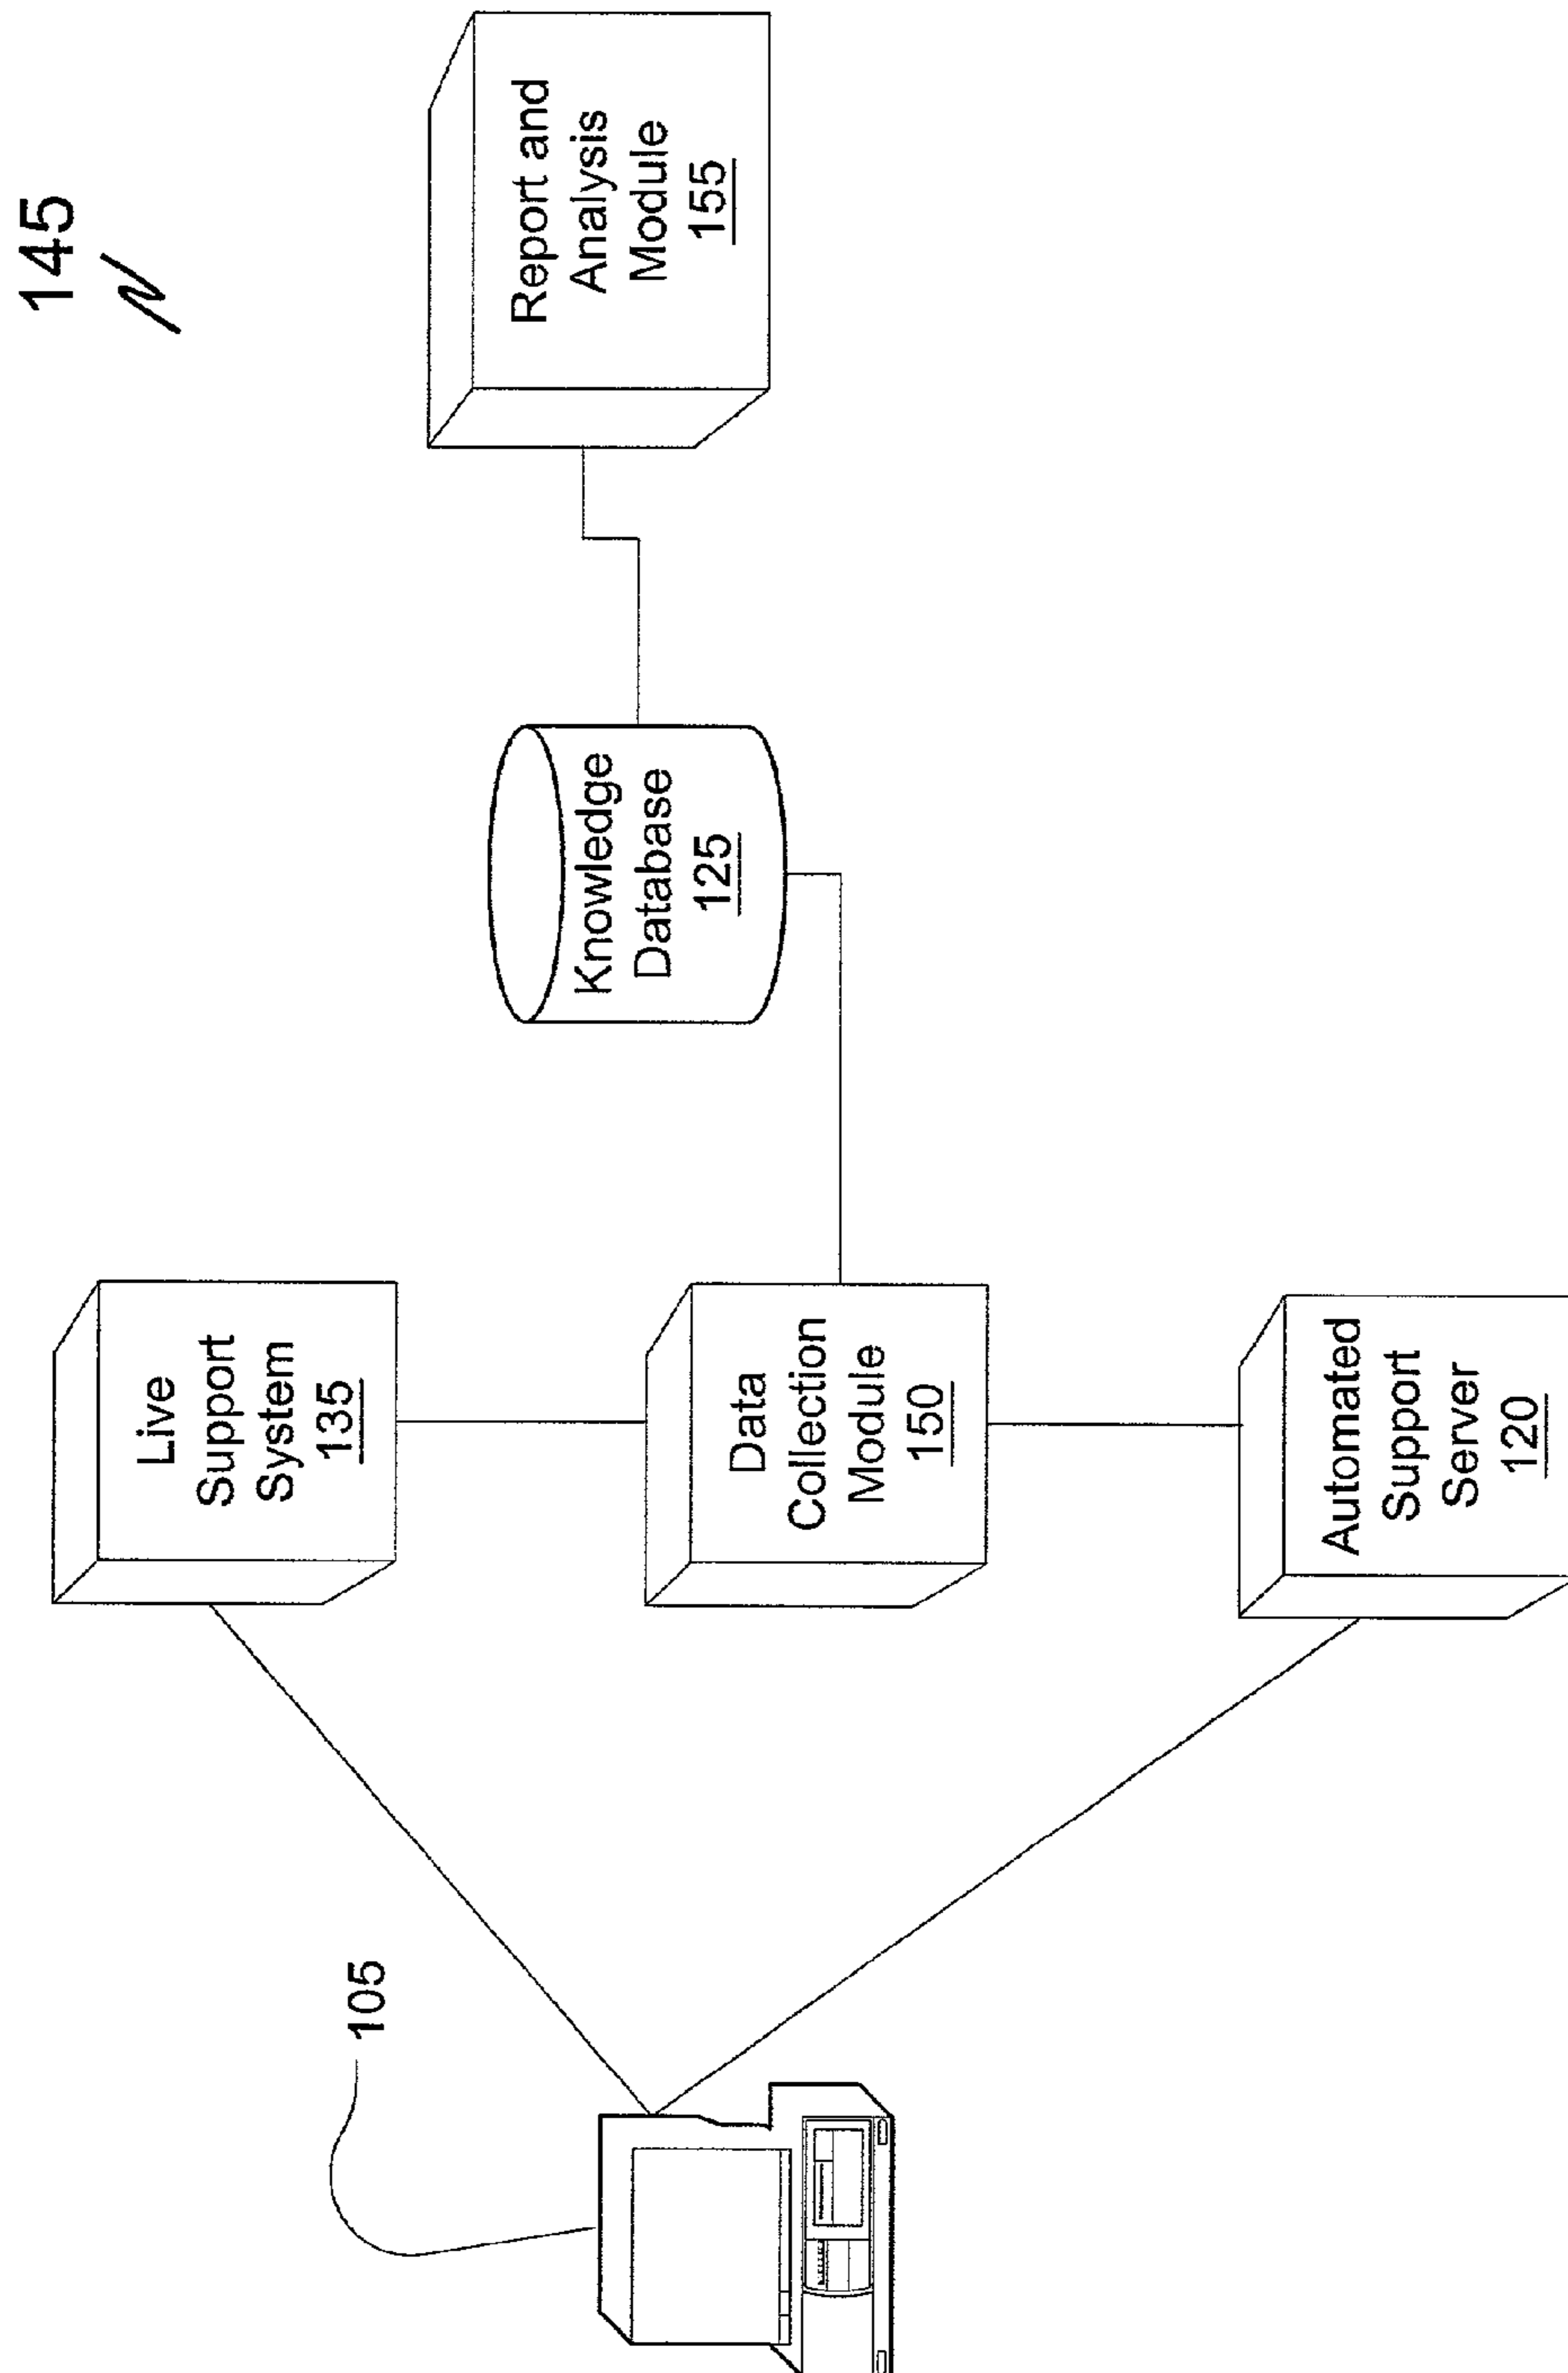 145
105
Live
Support
System
135
Data
Collection
Module
150
Automated
Support
Server
120
Knowledge
Database
125
Report and
Analysis
Module
155